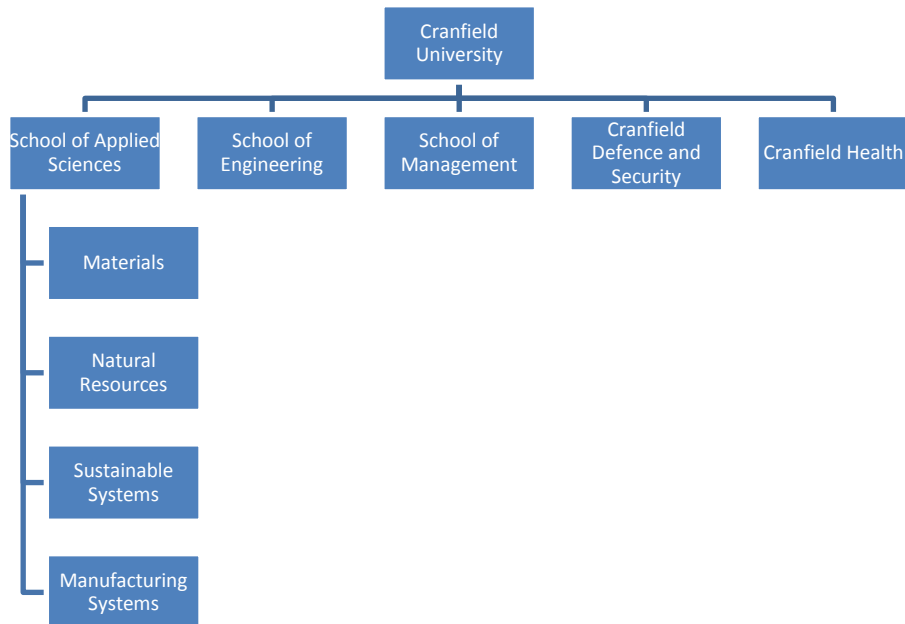 Cranfield
University
School of Applied
Sciences
School of
Engineering
School of
Management
Cranfield
Defence and
Security
Cranfield Health
Materials
Natural
Resources
Sustainable
Systems
Manufacturing
Systems